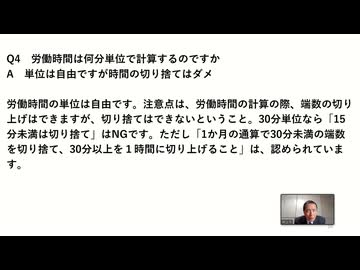 Q4　労働時間は何分単位で計算するのですか
A　単位は自由ですが時間の切り捨てはダメ
労働時間の単位は自由です。注意点は、労働時間の計算の際、端数の切り
上げはできますが、切り捨てはできないということ。30分単位なら「15
分未満は切り捨て」はNGです。ただし「1か月の通算で30分未満の端数
を切り捨て、30分以上を１時間に切り上げること」は、認められていま
す。